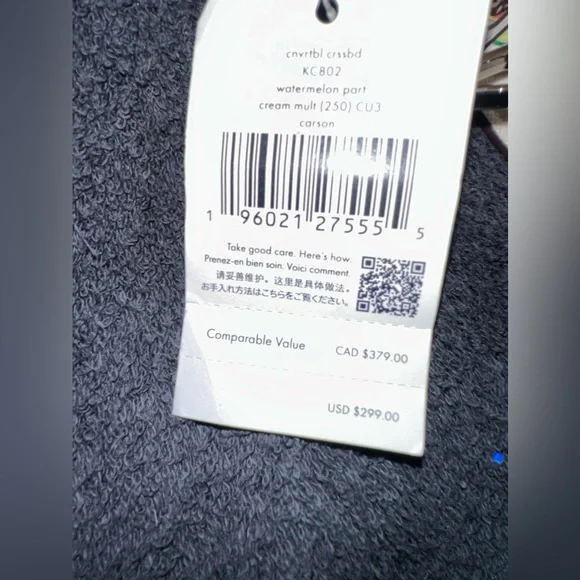 cnvrtbl crssbd
KC802
watermelon part
cream mult (250) CU3
carson
1 96021 27555 5
Take good care. Here's how.
Prenez-en bien soin. Voici comment.
请妥善维护。这里是具体做法。
お手入れ方法はこちらをご覧ください。
Comparable Value CAD $379.00
USD $299.00